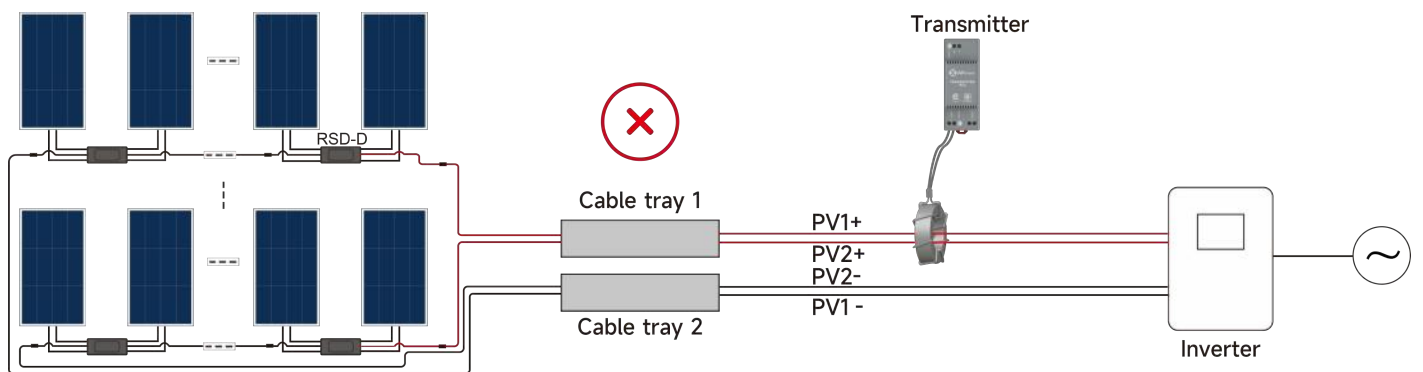 Transmitter
RSD-D
Cable tray 1
PV1+
PV2+
PV2-
PV1 -
Cable tray 2
Inverter